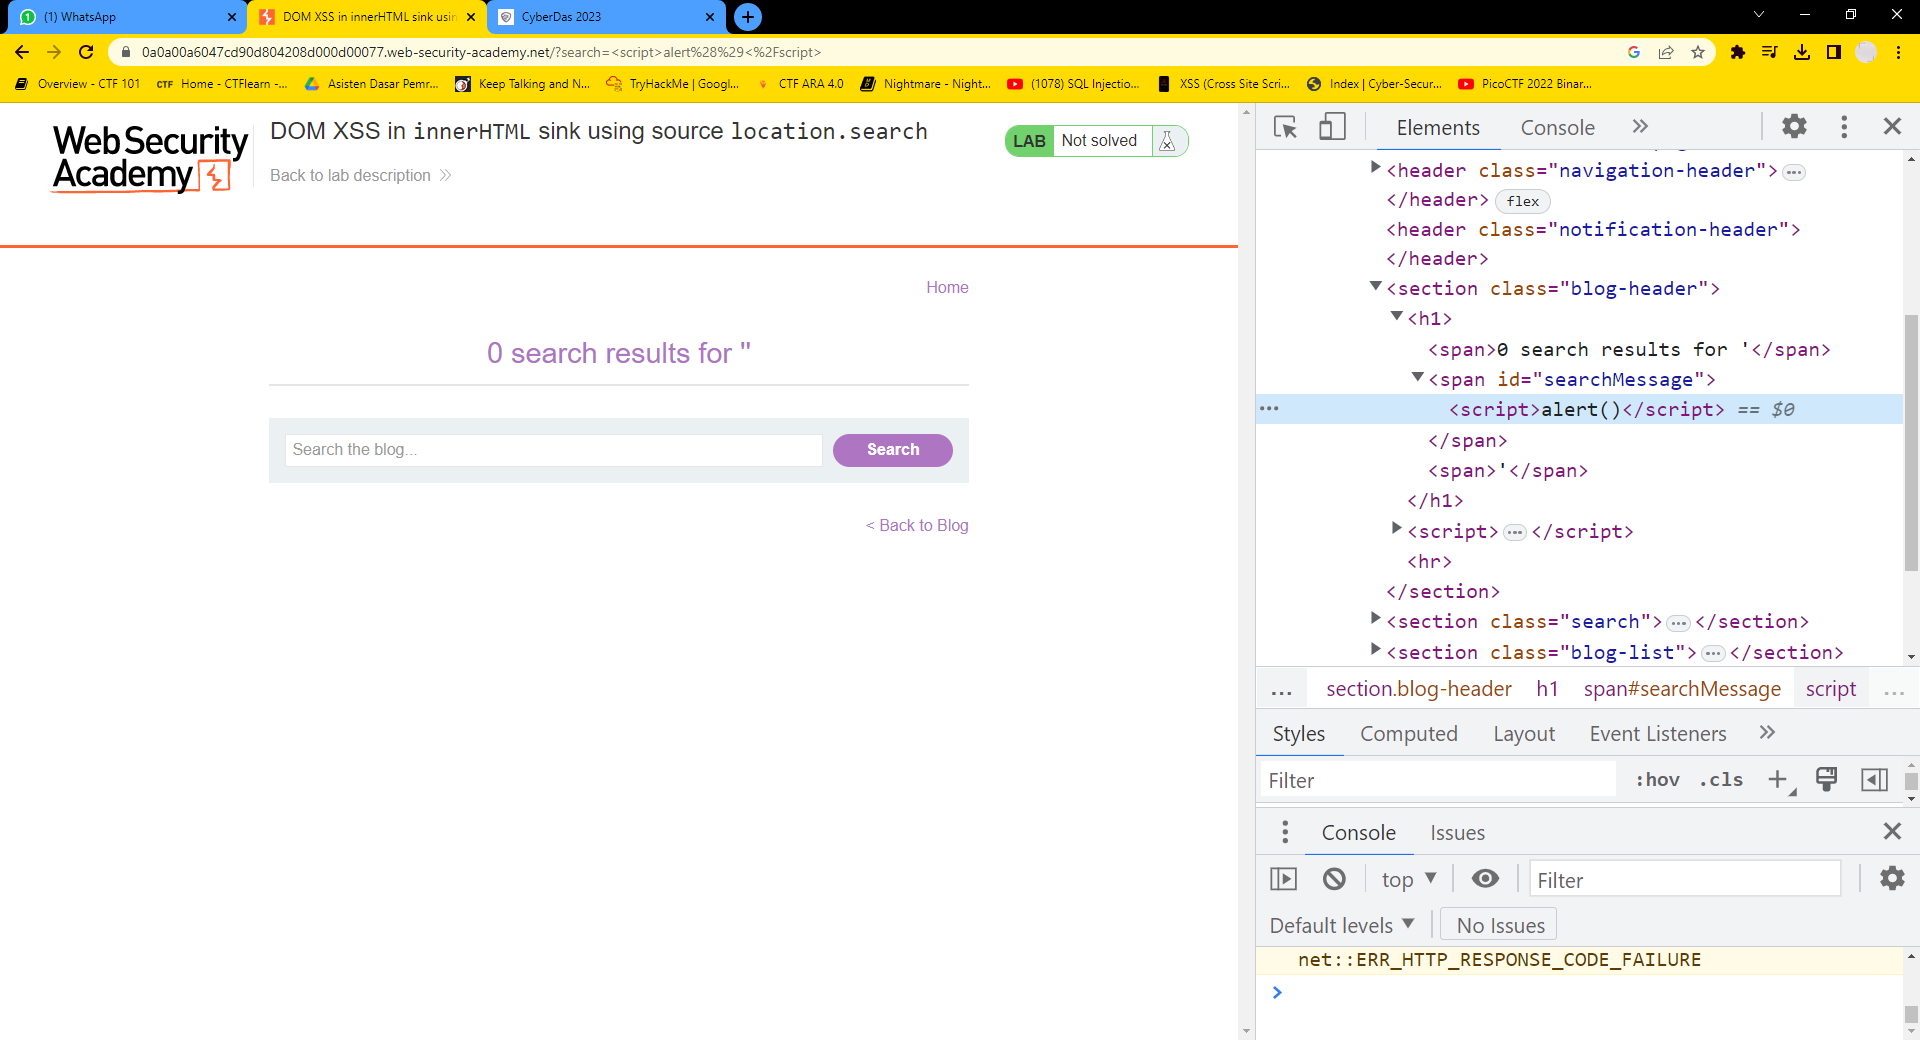 (1) WhatsApp
DOM XSS in innerHTML sink usin
CyberDas 2023
0a0a00a6047cd90d804208d000d00077.web-security-academy.net/?search=<script>alert%28%29<%2Fscript>
Overview - CTF 101
CTF Home - CTFlearn -...
Asisten Dasar Pemr...
Keep Talking and N...
TryHackMe | Googl...
CTF ARA 4.0
Nightmare - Night...
(1078) SQL Injectio...
XSS (Cross Site Scri...
Index | Cyber-Secur...
PicoCTF 2022 Binar...
Web Security
Academy
DOM XSS in innerHTML sink using source location.search
Back to lab description
LAB Not solved
Home
0 search results for ''
Search the blog...
Search
< Back to Blog
Elements
Console
<header class="navigation-header">
</header> flex
<header class="notification-header">
</header>
<section class="blog-header">
<h1>
<span>0 search results for '</span>
<span id="searchMessage">
<script>alert()</script> == $0
</span>
<span>'</span>
</h1>
<script>…</script>
<hr>
</section>
<section class="search">…</section>
<section class="blog-list">…</section>
... section.blog-header h1 span#searchMessage script ...
Styles Computed Layout Event Listeners
Filter :hov .cls
Console Issues
top Filter
Default levels No Issues
net::ERR_HTTP_RESPONSE_CODE_FAILURE